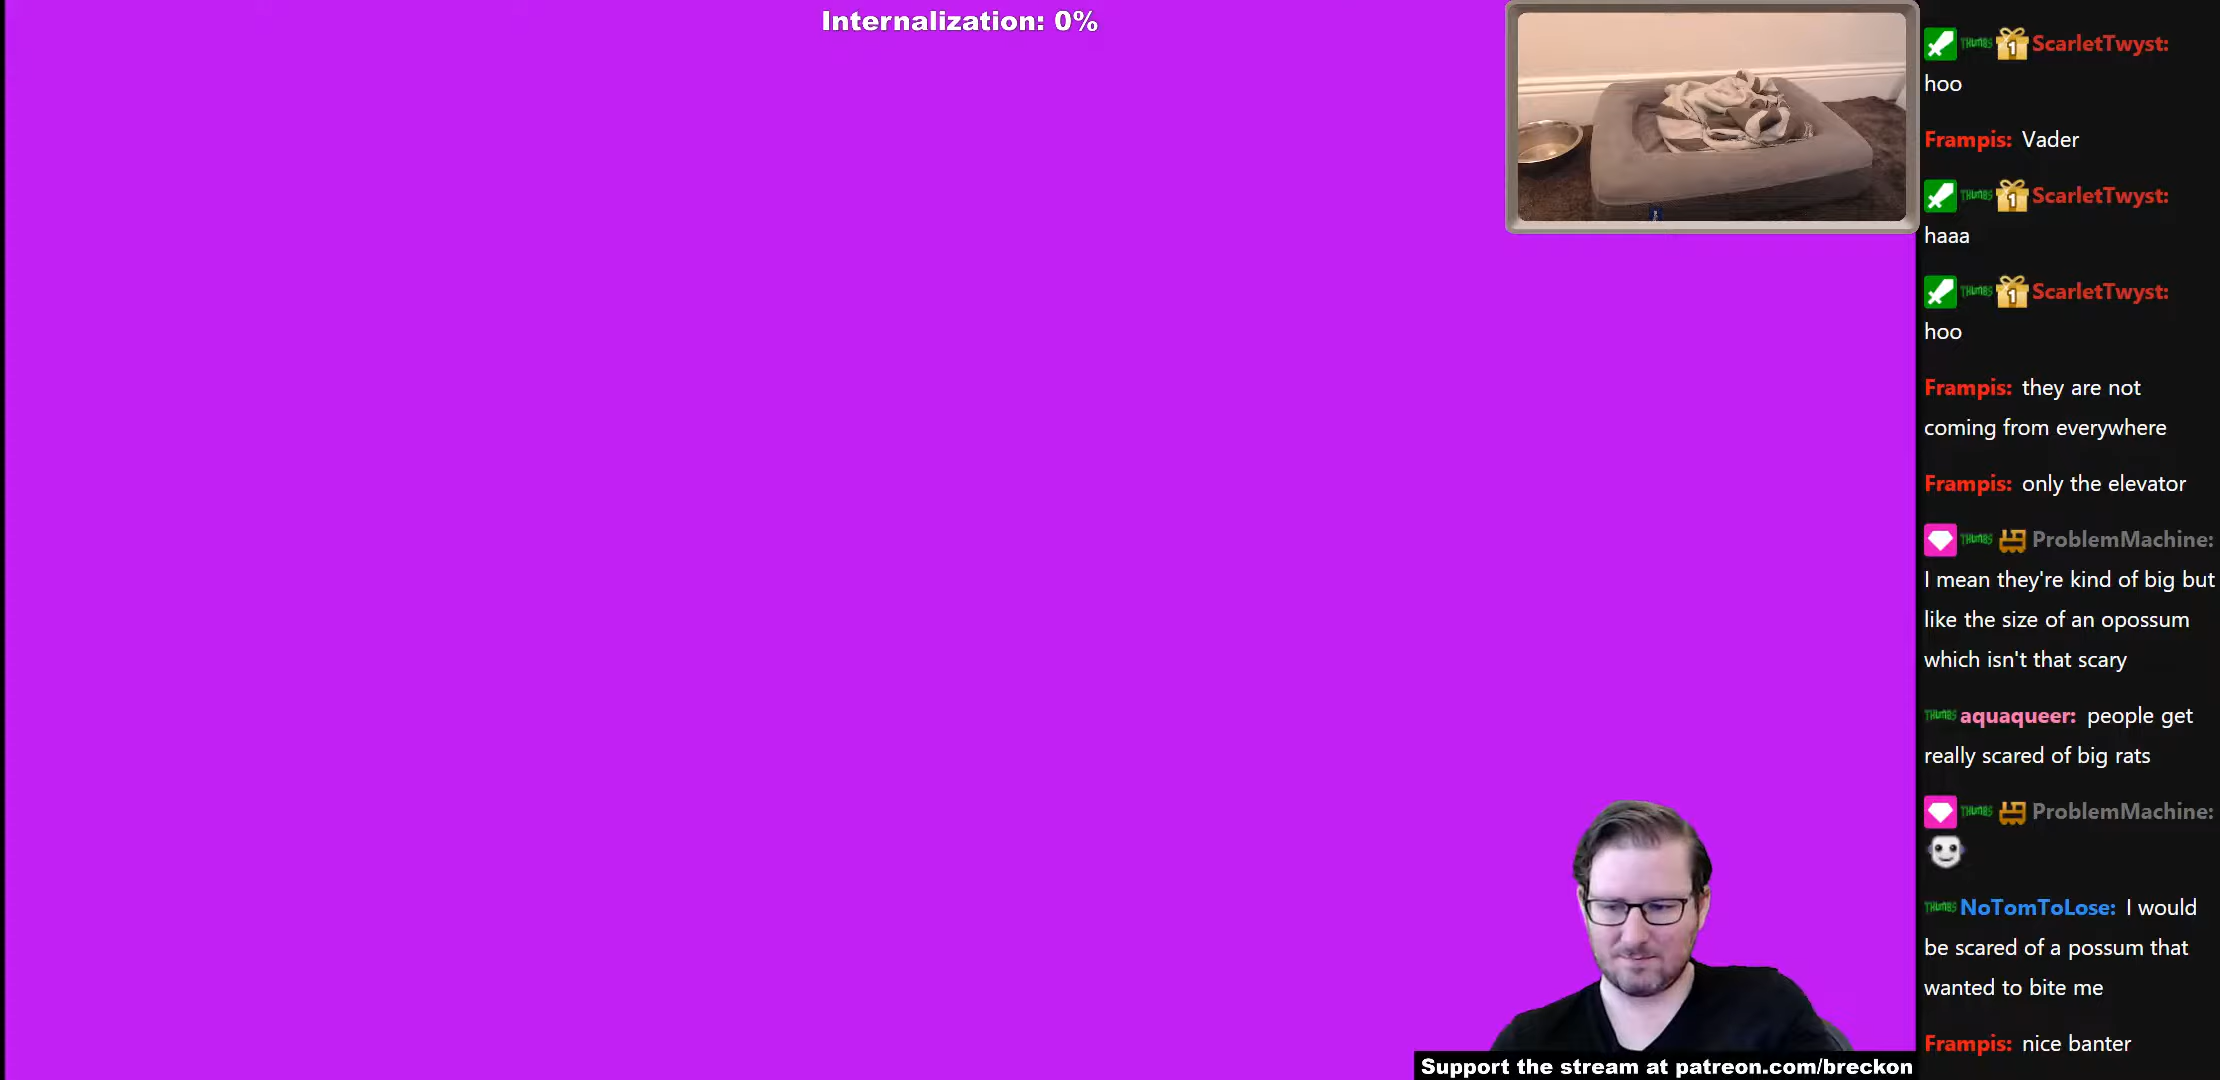 Internalization: 0%
ScarletTwyst:
hoo
Frampis: Vader
ScarletTwyst:
haaa
ScarletTwyst:
hoo
Frampis: they are not
coming from everywhere
Frampis: only the elevator
ProblemMachine:
I mean they're kind of big but
like the size of an opossum
which isn't that scary
aquaqueer: people get
really scared of big rats
ProblemMachine:
NoTomToLose: I would
be scared of a possum that
wanted to bite me
Frampis: nice banter
Support the stream at patreon.com/breckon